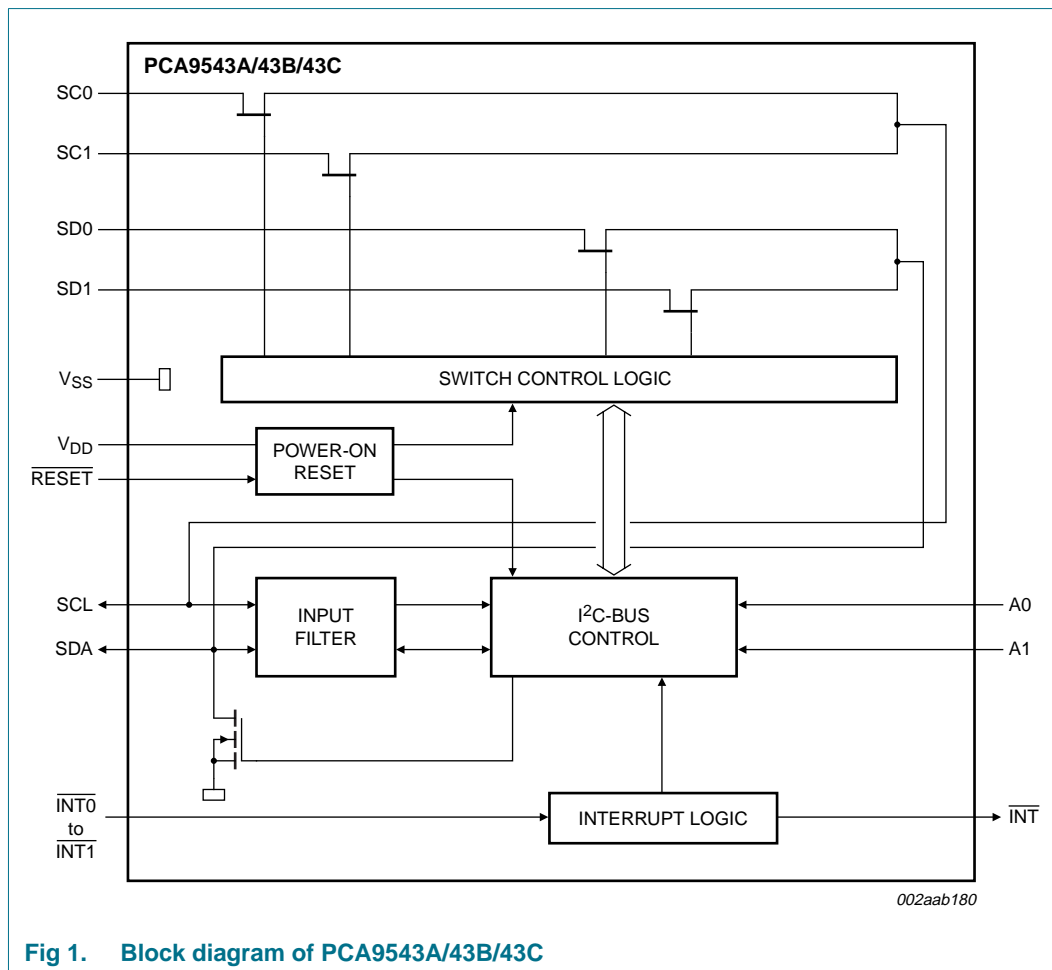 PCA9543A/43B/43C
SC0
SC1
SD0
SD1
VSS
SWITCH CONTROL LOGIC
VDD
RESET
POWER-ON
RESET
SCL
SDA
INPUT
FILTER
I2C-BUS
CONTROL
A0
A1
INT0
to
INT1
INTERRUPT LOGIC
INT
002aab180
Fig 1. Block diagram of PCA9543A/43B/43C